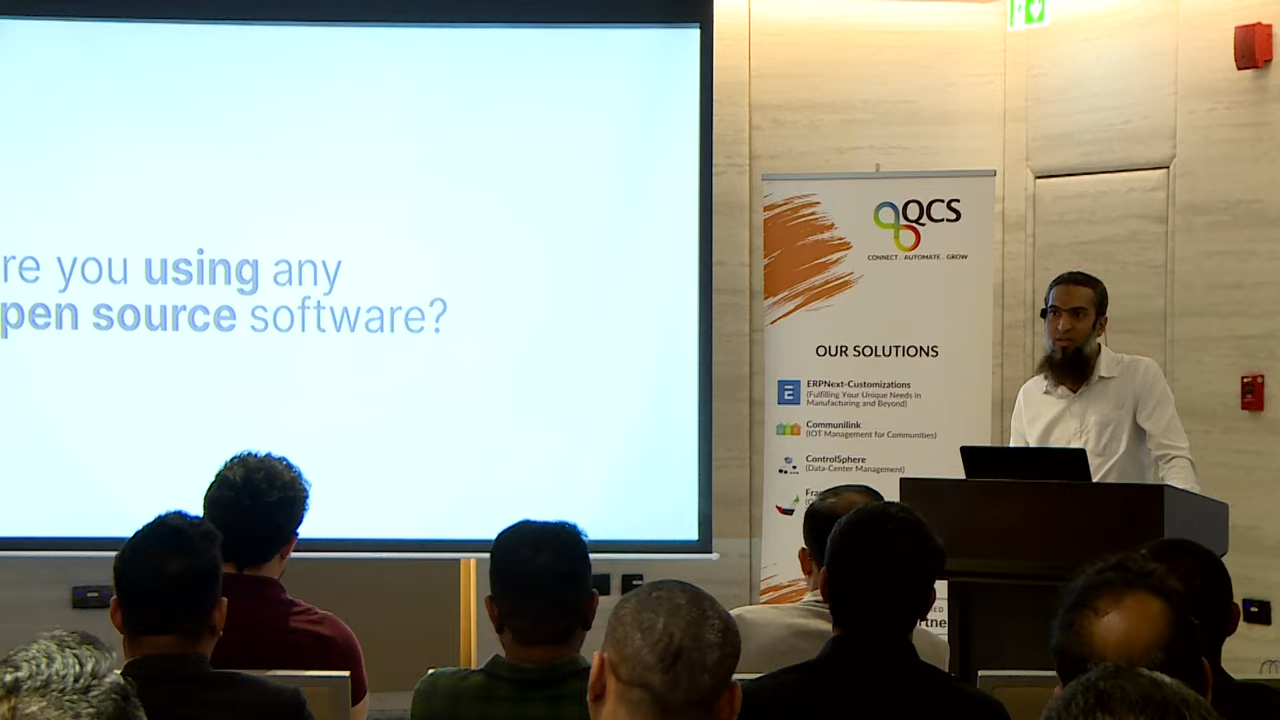 re you using any
pen source software?
QCS
CONNECT . AUTOMATE . GROW
OUR SOLUTIONS
ERPNext-Customizations
(Fulfilling Your Unique Needs in
Manufacturing and Beyond)
Communilink
(IOT Management for Communities)
ControlSphere
(Data-Center Management)